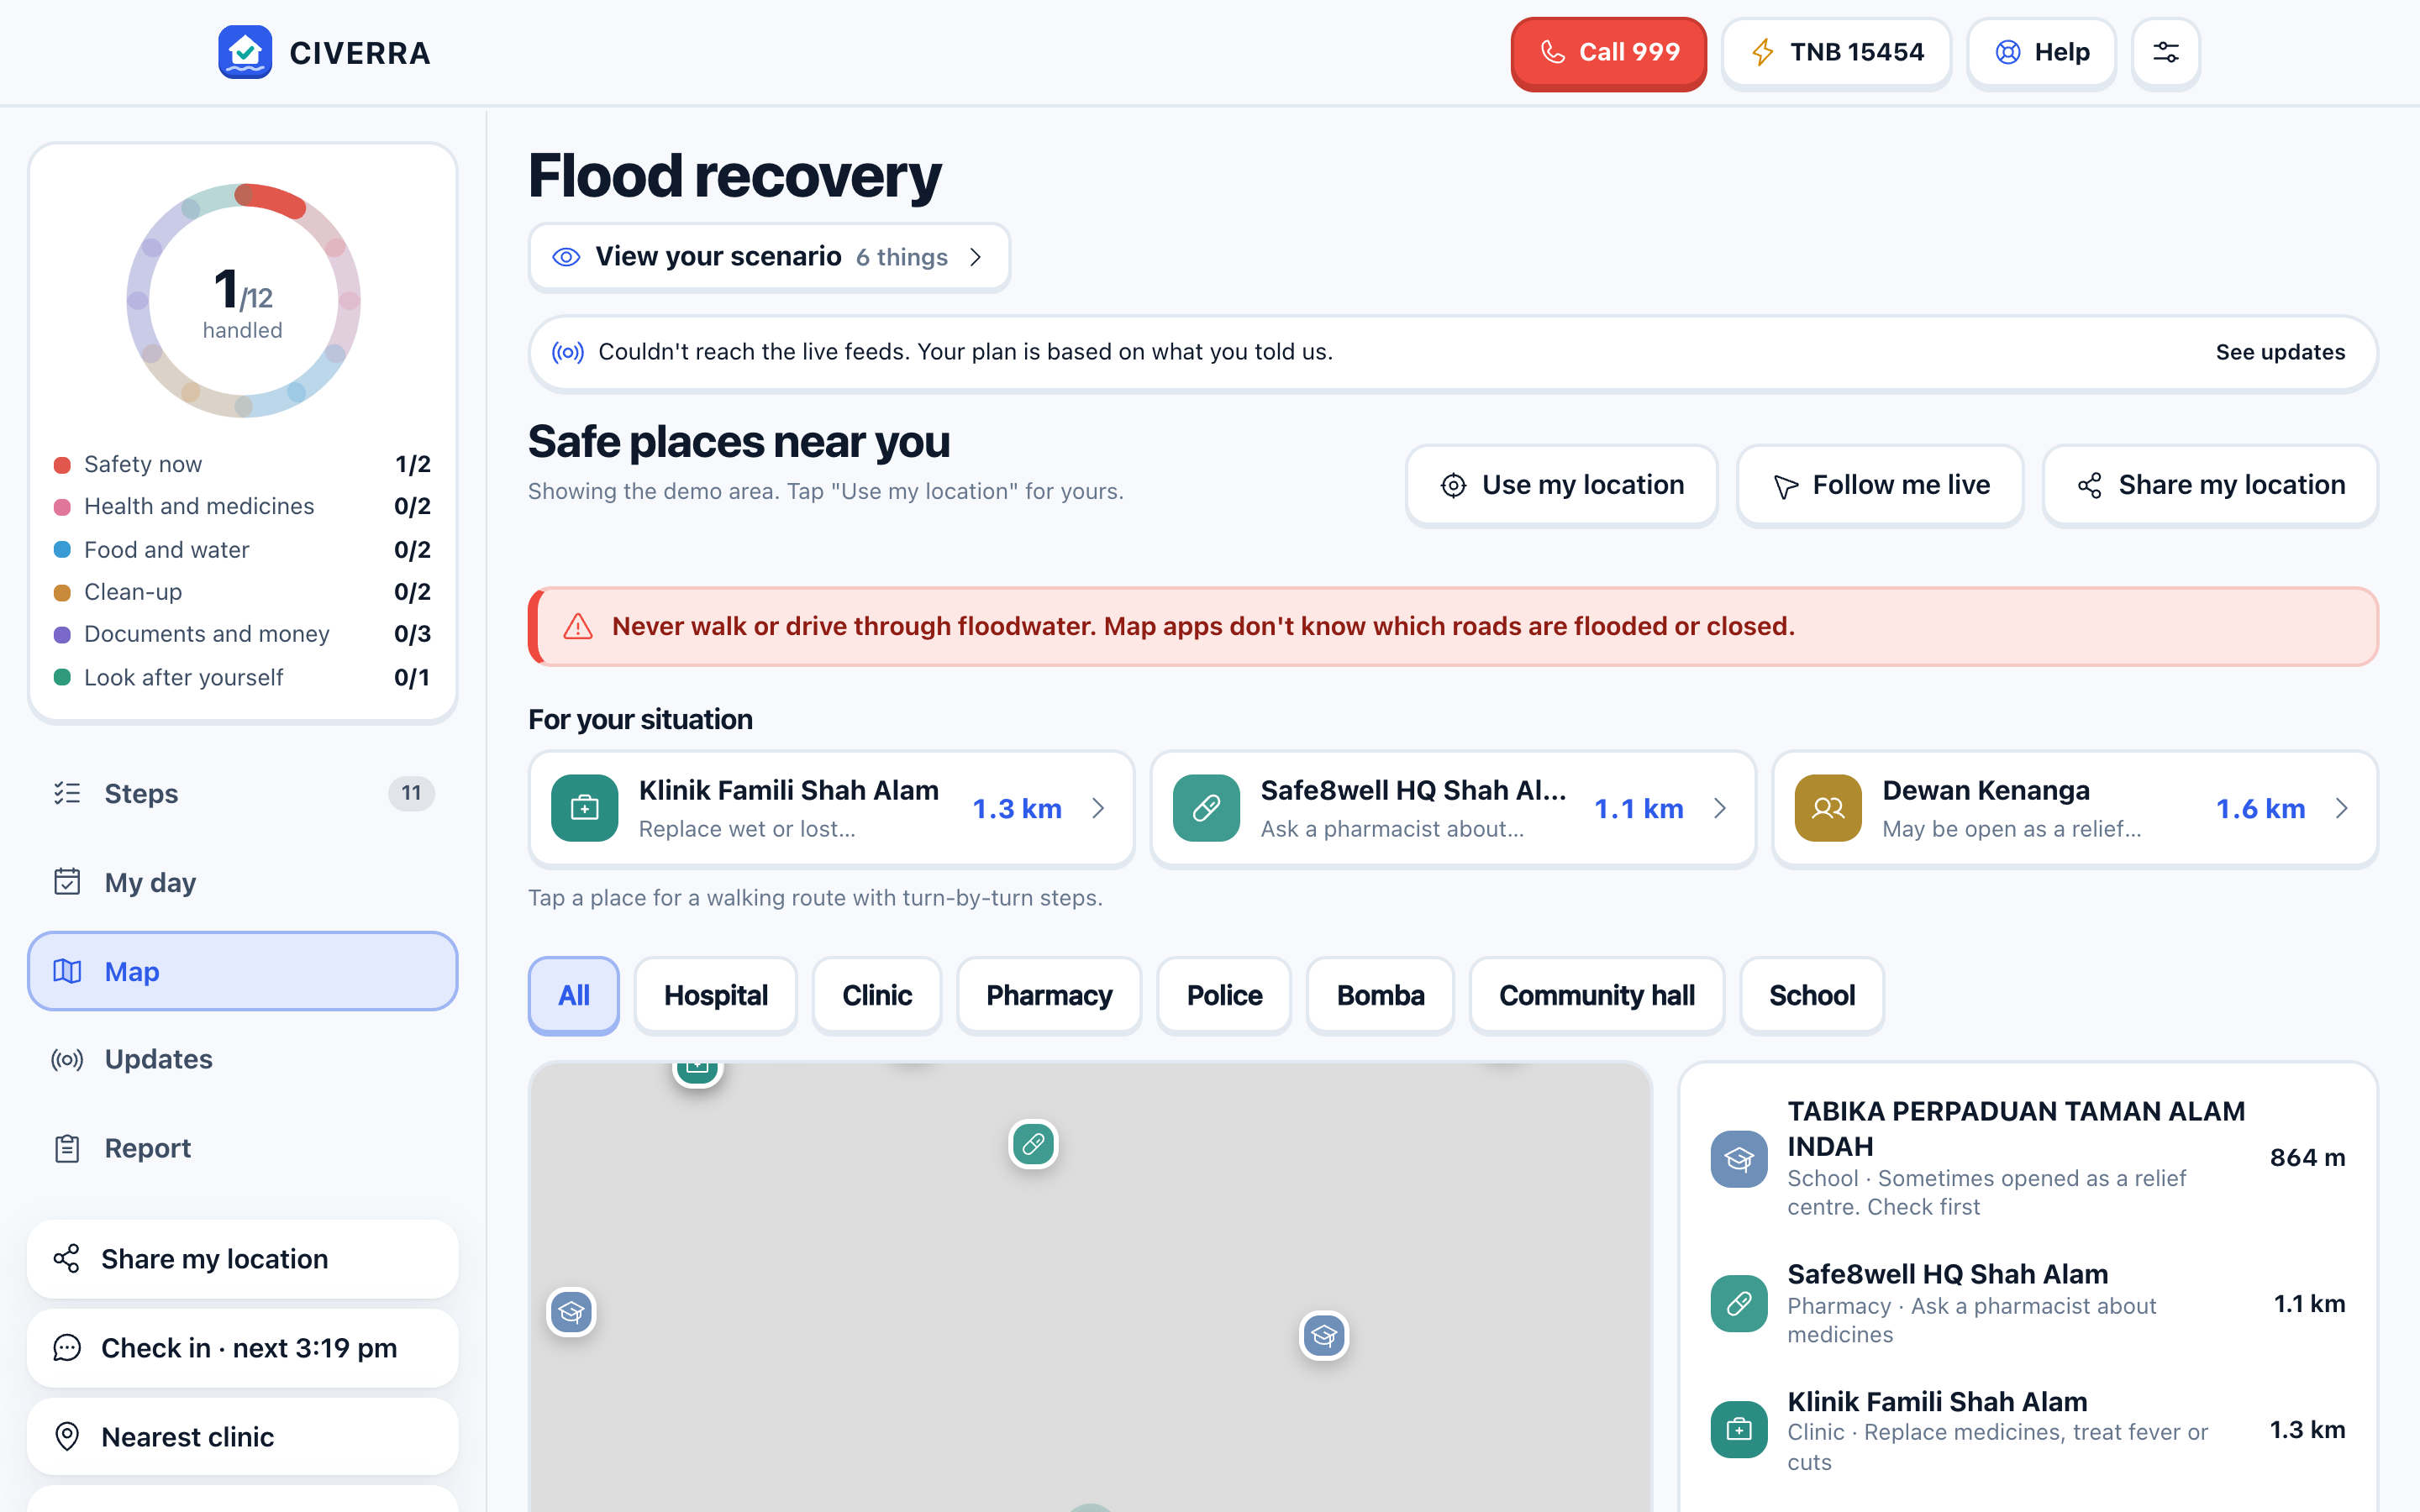 CIVERRA
Call 999
TNB 15454
Help
1/12
handled
Safety now 1/2
Health and medicines 0/2
Food and water 0/2
Clean-up 0/2
Documents and money 0/3
Look after yourself 0/1
Steps 11
My day
Map
Updates
Report
Share my location
Check in · next 3:19 pm
Nearest clinic
Flood recovery
View your scenario 6 things
Couldn't reach the live feeds. Your plan is based on what you told us.
See updates
Safe places near you
Showing the demo area. Tap "Use my location" for yours.
Use my location
Follow me live
Share my location
Never walk or drive through floodwater. Map apps don't know which roads are flooded or closed.
For your situation
Klinik Famili Shah Alam
Replace wet or lost...
1.3 km
Safe8well HQ Shah Al...
Ask a pharmacist about...
1.1 km
Dewan Kenanga
May be open as a relief...
1.6 km
Tap a place for a walking route with turn-by-turn steps.
All
Hospital
Clinic
Pharmacy
Police
Bomba
Community hall
School
TABIKA PERPADUAN TAMAN ALAM
INDAH
School · Sometimes opened as a relief
centre. Check first
864 m
Safe8well HQ Shah Alam
Pharmacy · Ask a pharmacist about
medicines
1.1 km
Klinik Famili Shah Alam
Clinic · Replace medicines, treat fever or
cuts
1.3 km